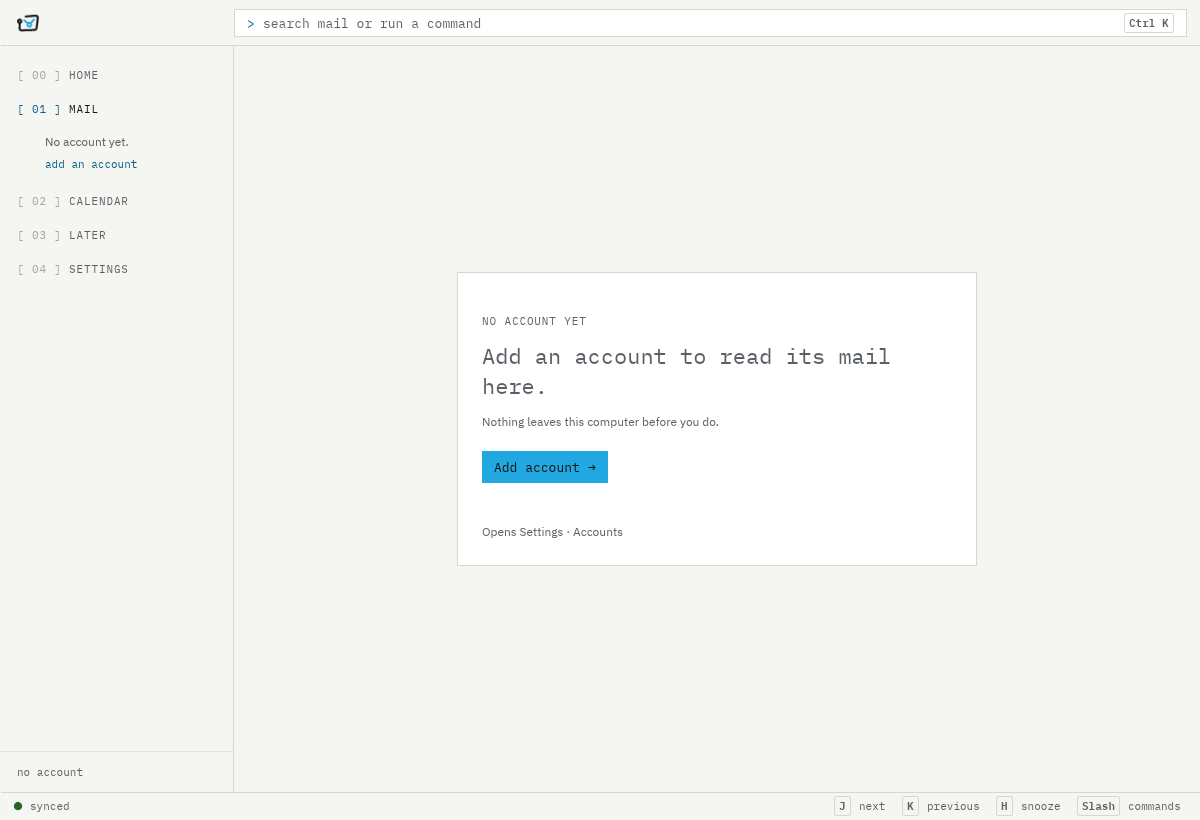 > search mail or run a command Ctrl K
[ 00 ] HOME
[ 01 ] MAIL
No account yet.
add an account
[ 02 ] CALENDAR
[ 03 ] LATER
[ 04 ] SETTINGS
NO ACCOUNT YET
Add an account to read its mail
here.
Nothing leaves this computer before you do.
Add account →
Opens Settings · Accounts
no account
synced
J next K previous H snooze Slash commands